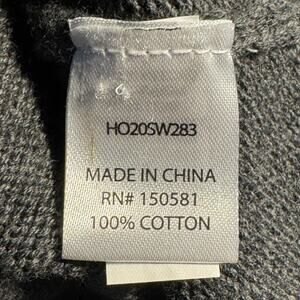 HO20SW283
MADE IN CHINA
RN# 150581
100% COTTON